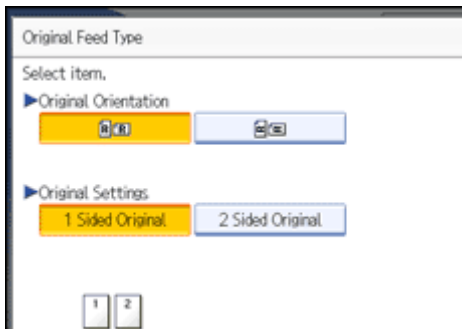 Original Feed Type
Select item.
▶Original Orientation
R R
▶Original Settings
1 Sided Original 2 Sided Original
1 2